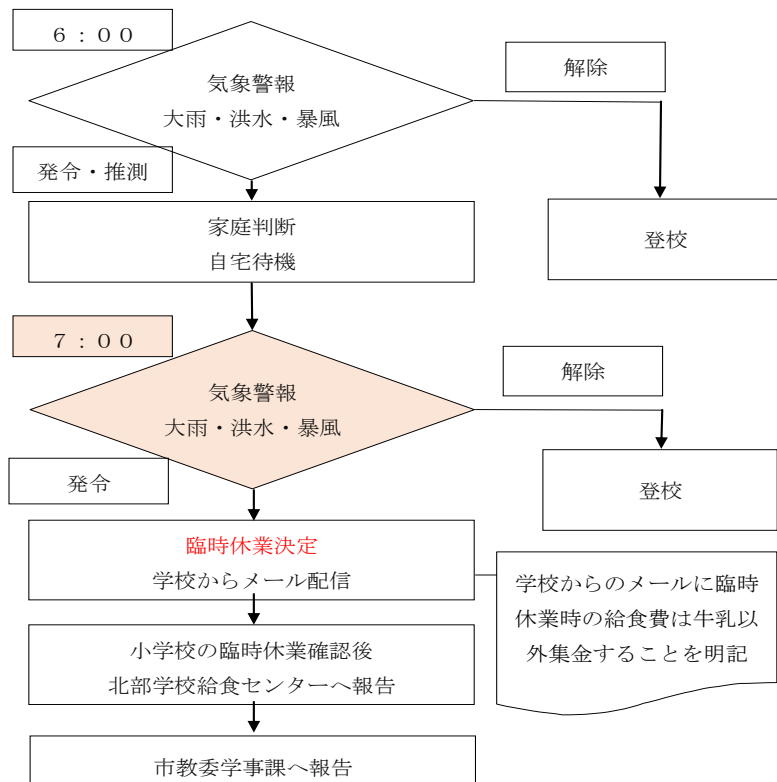 ６：００
気象警報
大雨・洪水・暴風
解除
発令・推測
家庭判断
自宅待機
登校
７：００
気象警報
大雨・洪水・暴風
解除
発令
登校
臨時休業決定
学校からメール配信
学校からのメールに臨時
休業時の給食費は牛乳以
外集金することを明記
小学校の臨時休業確認後
北部学校給食センターへ報告
市教委学事課へ報告